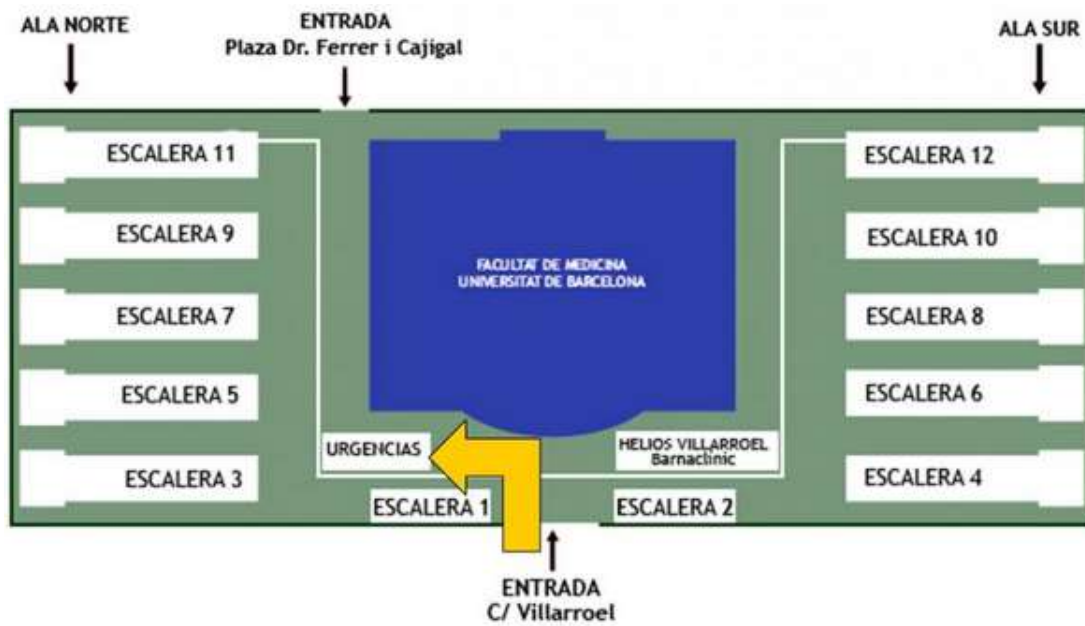 ALA NORTE
ENTRADA
Plaza Dr. Ferrer i Cajigal
ALA SUR
ESCALERA 11
ESCALERA 12
ESCALERA 9
ESCALERA 10
FACULTAT DE MEDICINA
UNIVERSITAT DE BARCELONA
ESCALERA 7
ESCALERA 8
ESCALERA 5
ESCALERA 6
URGENCIAS
HELIOS VILLARROEL
Barnaclínic
ESCALERA 3
ESCALERA 4
ESCALERA 1
ESCALERA 2
ENTRADA
C/ Villarroel